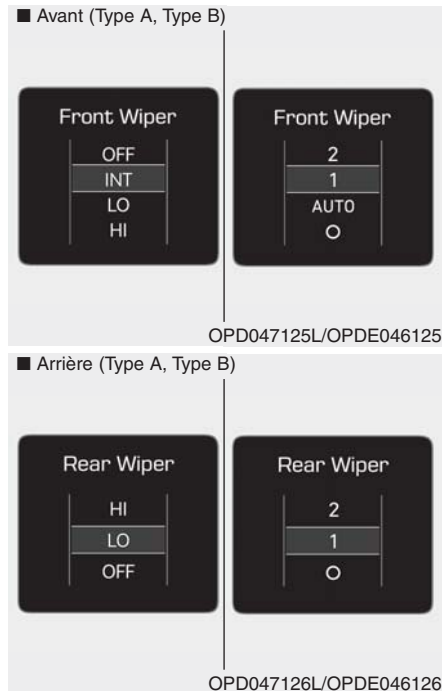 ■ Avant (Type A, Type B)
Front Wiper
OFF
INT
LO
HI
Front Wiper
2
1
AUTO
O
OPD047125L/OPDE046125
■ Arrière (Type A, Type B)
Rear Wiper
HI
LO
OFF
Rear Wiper
2
1
O
OPD047126L/OPDE046126